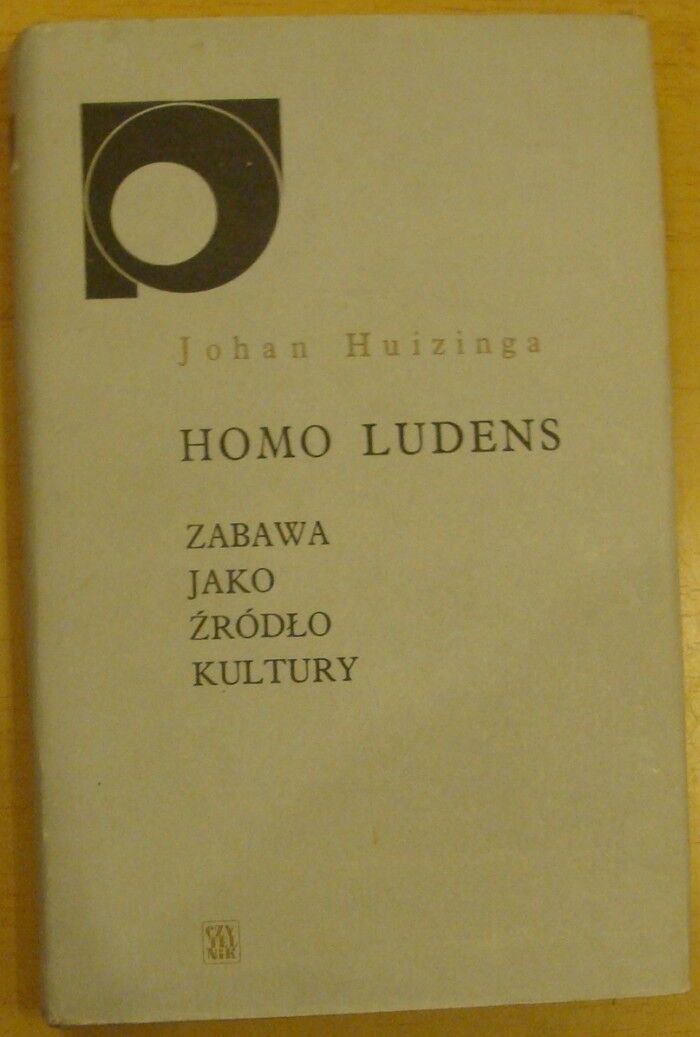 Johan Huizinga
HOMO LUDENS
ZABAWA
JAKO
ŹRÓDŁO
KULTURY
CZY
TEL
NIK